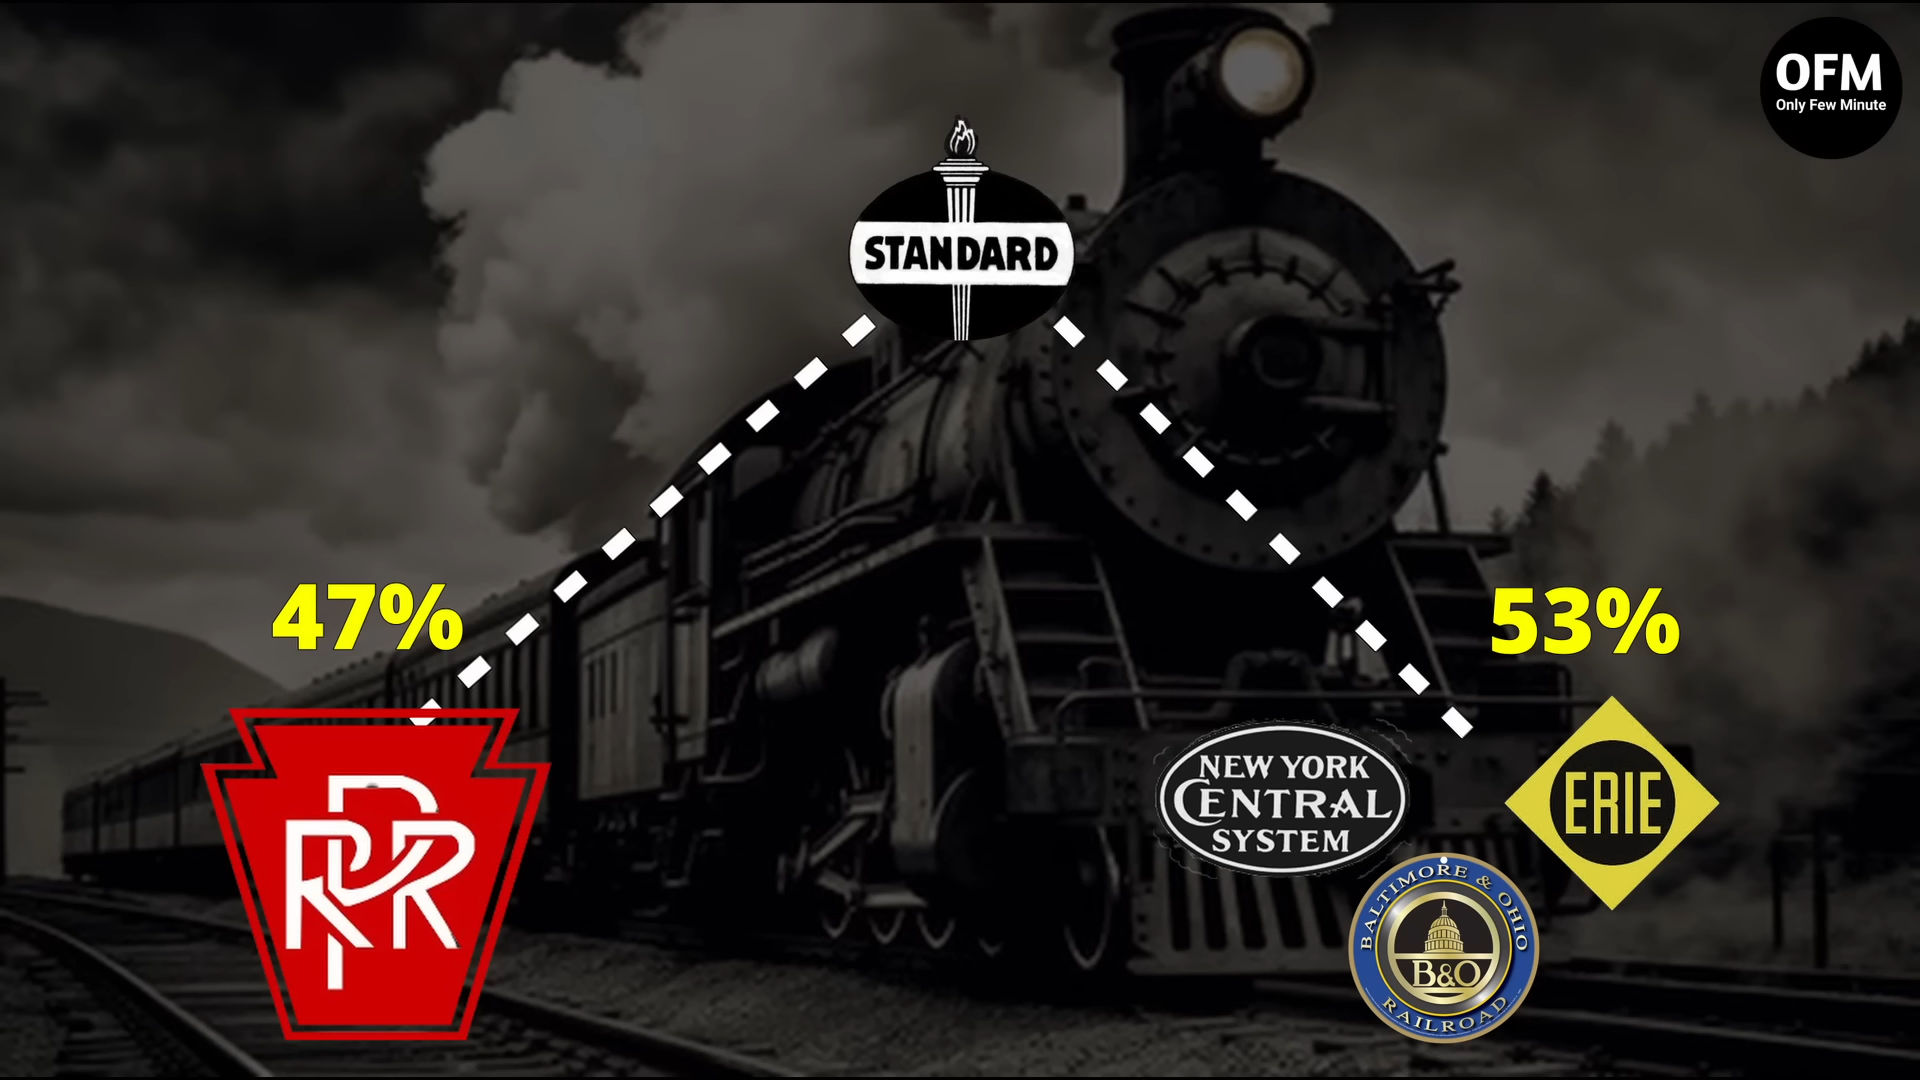 OFM
Only Few Minute
STANDARD
47%
53%
PRR
NEW YORK
CENTRAL
SYSTEM
ERIE
BALTIMORE & OHIO
B&O
RAILROAD